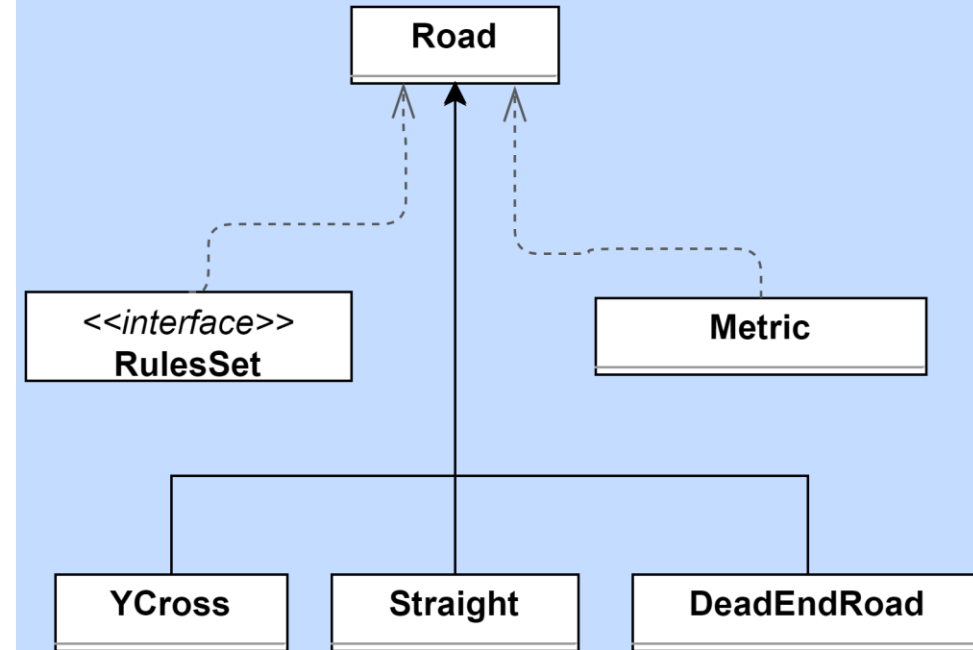 Road
<<interface>>
RulesSet
Metric
YCross
Straight
DeadEndRoad